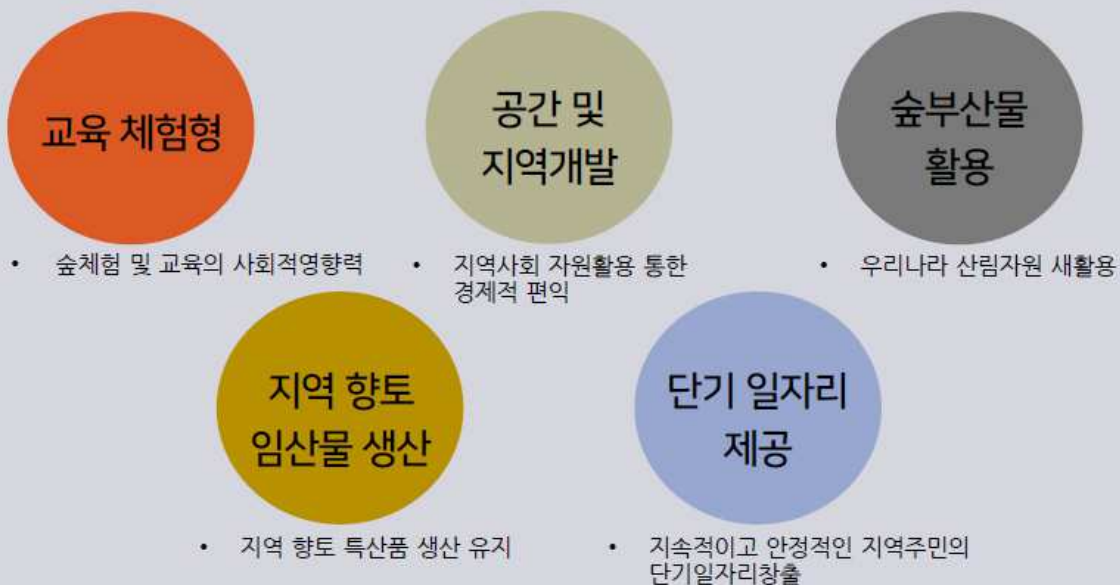 교육 체험형
공간 및
지역개발
숲부산물
활용
• 숲체험 및 교육의 사회적영향력
• 지역사회 자원활용 통한
경제적 편익
• 우리나라 산림자원 새활용
지역 향토
임산물 생산
단기 일자리
제공
• 지역 향토 특산품 생산 유지
• 지속적이고 안정적인 지역주민의
단기일자리창출